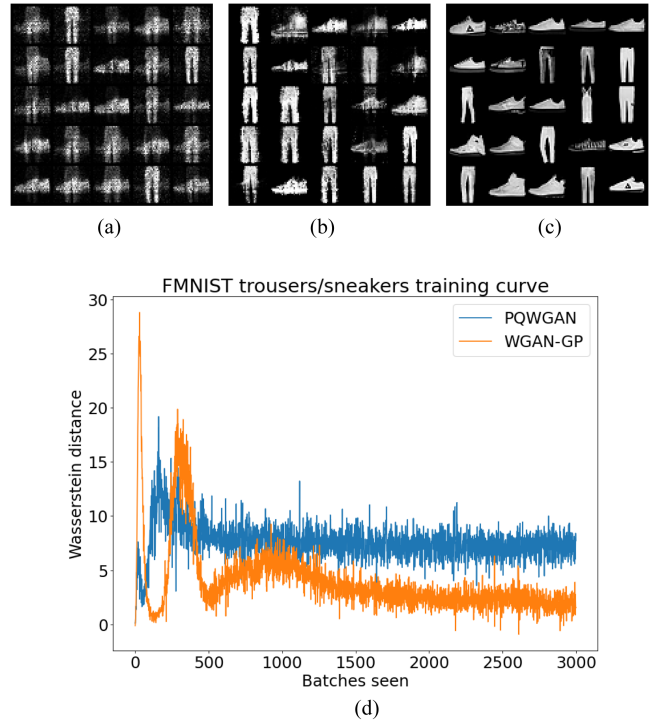 (a)
(b)
(c)
FMNIST trousers/sneakers training curve
30
25
20
15
10
5
0
Wasserstein distance
PQWGAN
WGAN-GP
0
500
1000
1500
2000
2500
3000
Batches seen
(d)